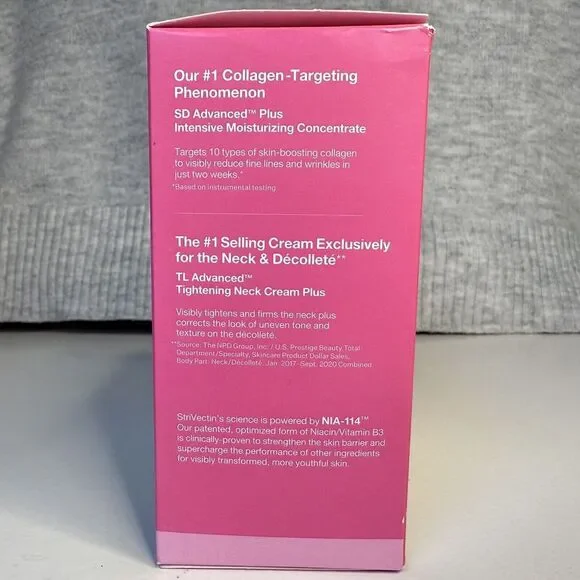 Our #1 Collagen-Targeting
Phenomenon
SD Advanced™ Plus
Intensive Moisturizing Concentrate
Targets 10 types of skin-boosting collagen
to visibly reduce fine lines and wrinkles in
just two weeks.*
*Based on instrumental testing
The #1 Selling Cream Exclusively
for the Neck & Décolleté**
TL Advanced™
Tightening Neck Cream Plus
Visibly tightens and firms the neck plus
corrects the look of uneven tone and
texture on the décolleté.
**Source: The NPD Group, Inc. / U.S. Prestige Beauty Total
Department/Specialty, Skincare Product Dollar Sales,
Body Part: Neck/Décolleté, Jan. 2017-Sept. 2020 Combined
StriVectin's science is powered by NIA-114™
Our patented, optimized form of Niacin/Vitamin B3
is clinically-proven to strengthen the skin barrier and
supercharge the performance of other ingredients
for visibly transformed, more youthful skin.